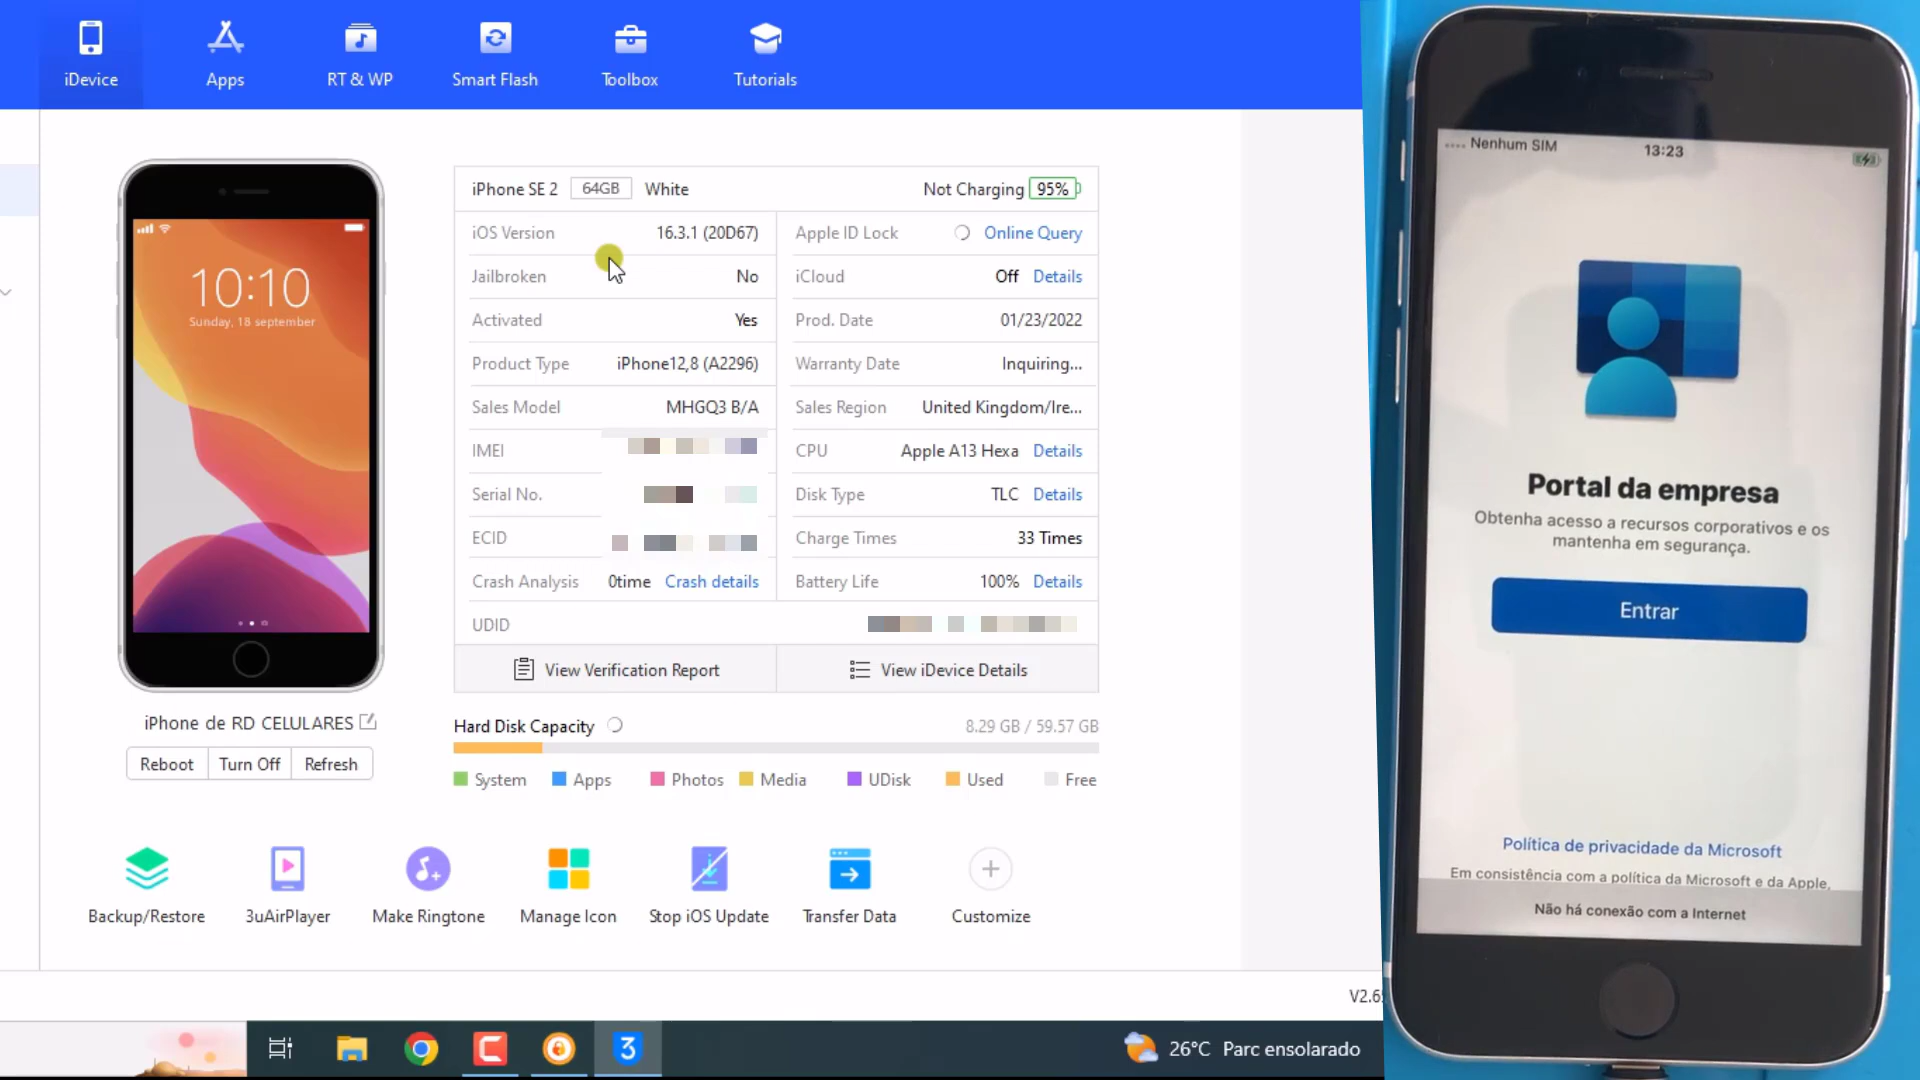 iDevice
Apps
RT & WP
Smart Flash
Toolbox
Tutorials
10:10
Sunday, 18 september
iPhone de RD CELULARES
Reboot
Turn Off
Refresh
iPhone SE 2 64GB White
Not Charging 95%
iOS Version 16.3.1 (20D67)
Apple ID Lock Online Query
Jailbroken No
iCloud Off Details
Activated Yes
Prod. Date 01/23/2022
Product Type iPhone12,8 (A2296)
Warranty Date Inquiring...
Sales Model MHGQ3 B/A
Sales Region United Kingdom/Ire...
IMEI
CPU Apple A13 Hexa Details
Serial No.
Disk Type TLC Details
ECID
Charge Times 33 Times
Crash Analysis 0time Crash details
Battery Life 100% Details
UDID
View Verification Report
View iDevice Details
Hard Disk Capacity 8.29 GB / 59.57 GB
System Apps Photos Media UDisk Used Free
Backup/Restore
3uAirPlayer
Make Ringtone
Manage Icon
Stop iOS Update
Transfer Data
Customize
26°C Parc ensolarado
Nenhum SIM
13:23
Portal da empresa
Obtenha acesso a recursos corporativos e os
mantenha em segurança.
Entrar
Política de privacidade da Microsoft
Em consistência com a política da Microsoft e da Apple,
Não há conexão com a Internet